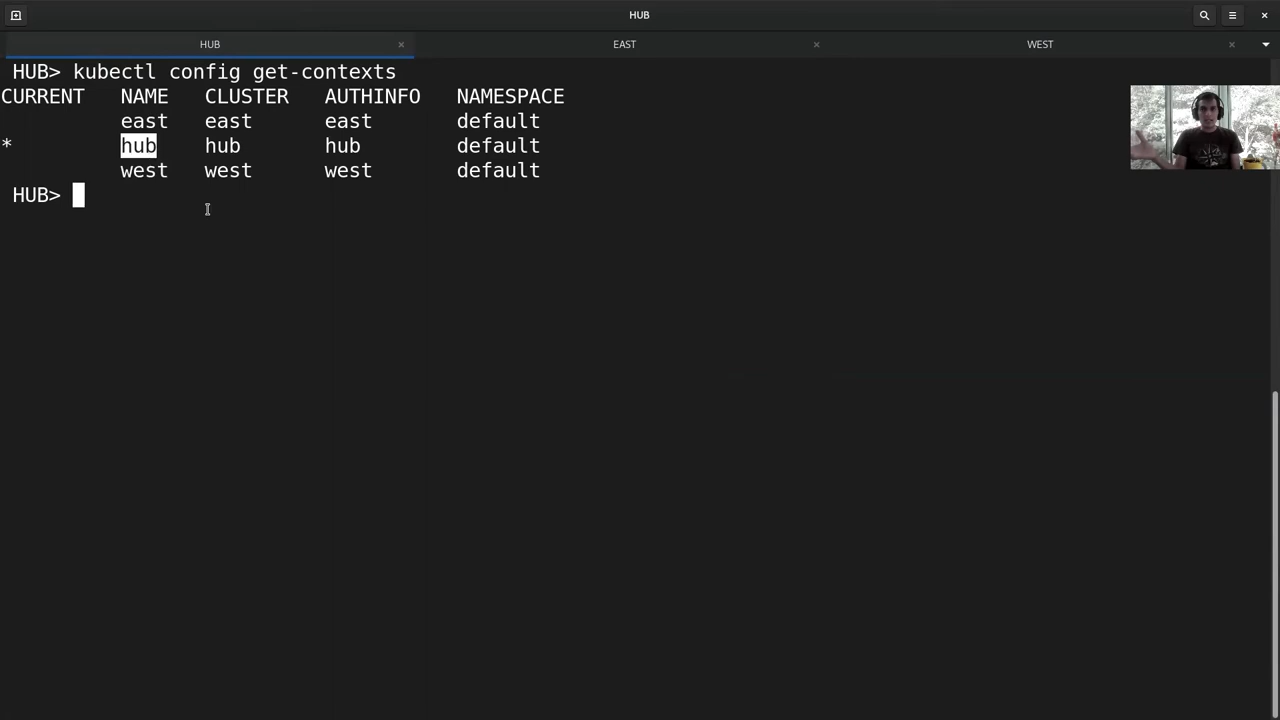 HUB
HUB EAST WEST
HUB> kubectl config get-contexts
CURRENT NAME CLUSTER AUTHINFO NAMESPACE
east east east default
* hub hub hub default
west west west default
HUB>